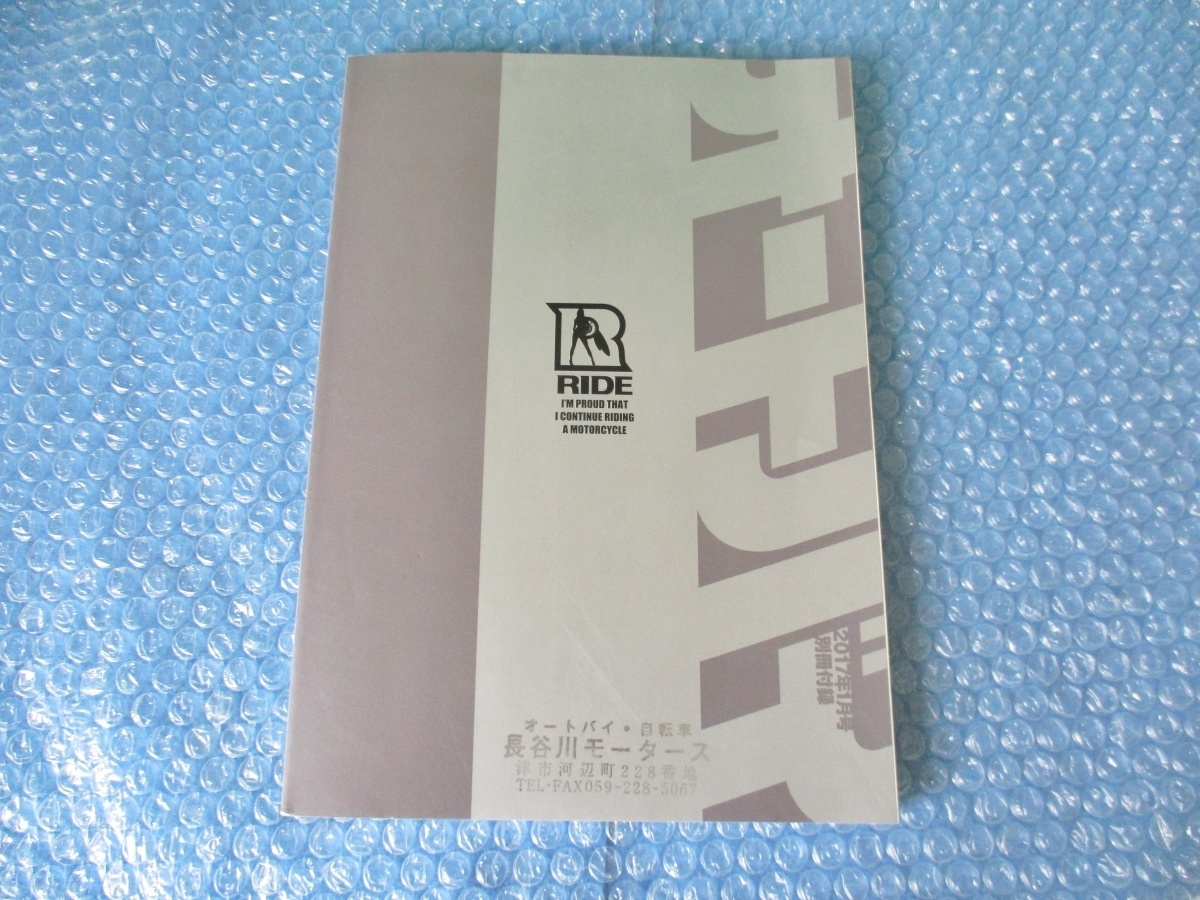 RIDE
I'M PROUD THAT
I CONTINUE RIDING
A MOTORCYCLE
2017年1月号
別冊付録
オートバイ・自転車
長谷川モータース
津市河辺町228番地
TEL・FAX059-228-5067